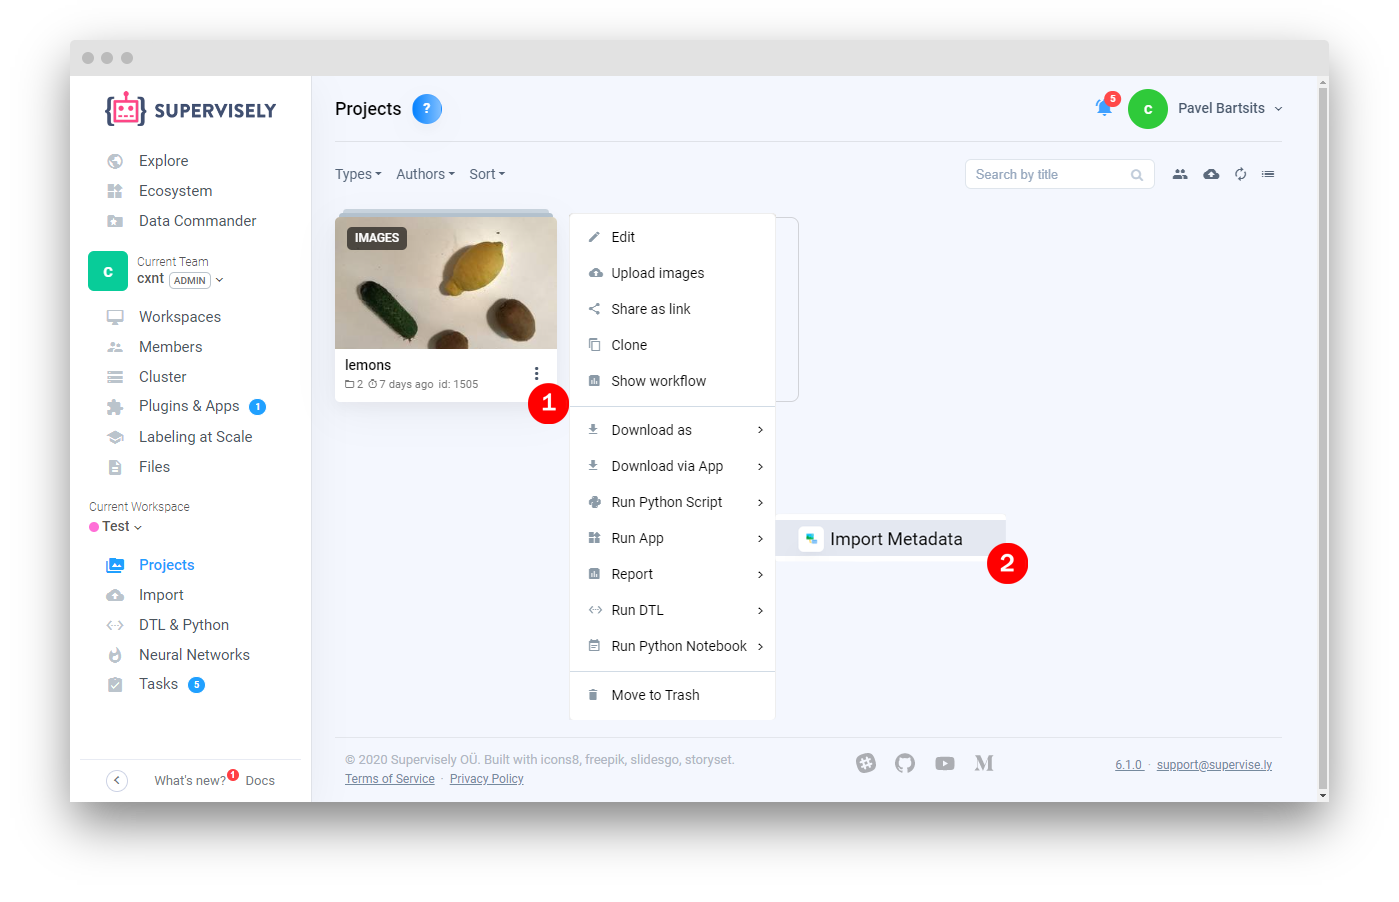 SUPERVISELY
Explore
Ecosystem
Data Commander
C
Current Team
cxnt ADMIN
Workspaces
Members
Cluster
Plugins & Apps 1
Labeling at Scale
Files
Current Workspace
Test
Projects
Import
DTL & Python
Neural Networks
Tasks 5
What's new? 1 Docs
Projects ?
5 C Pavel Bartsits
Types Authors Sort
Search by title
IMAGES
lemons
2 7 days ago id: 1505
1
Edit
Upload images
Share as link
Clone
Show workflow
Download as
Download via App
Run Python Script
Run App
Report
Run DTL
Run Python Notebook
Move to Trash
Import Metadata
2
© 2020 Supervisely OÜ. Built with icons8, freepik, slidesgo, storyset.
Terms of Service · Privacy Policy
6.1.0 · support@supervise.ly